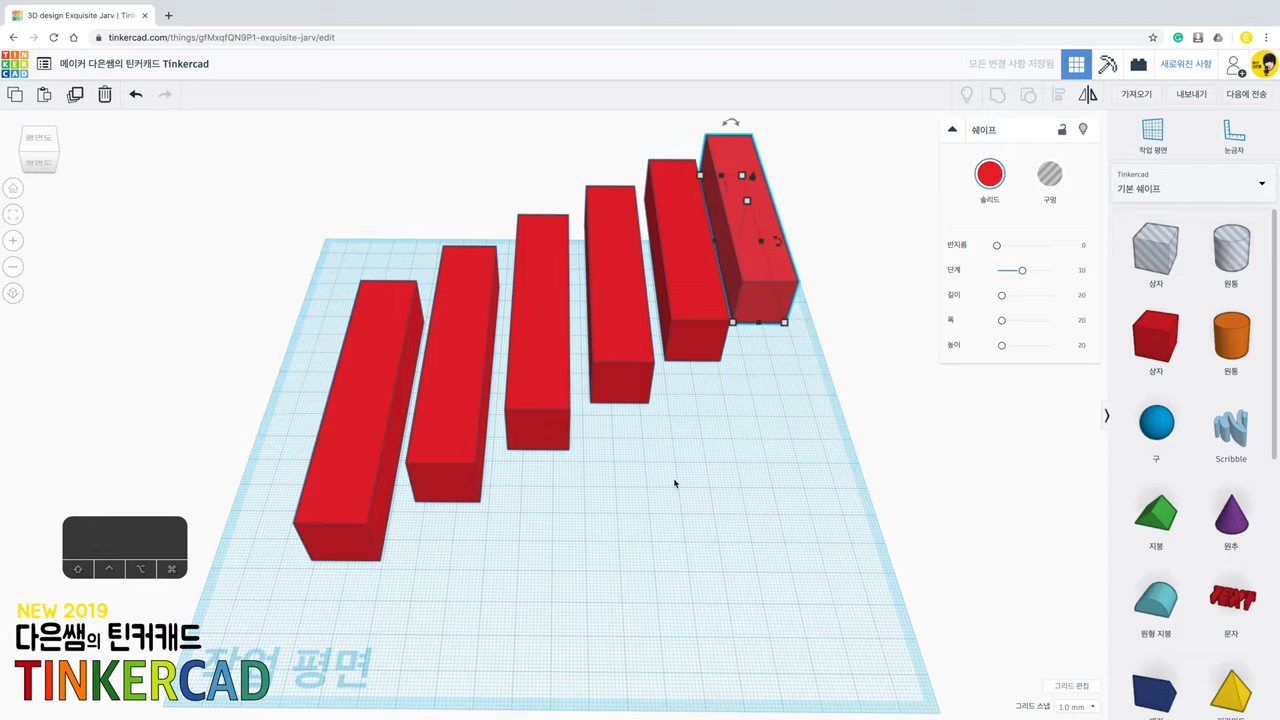 3D design Exquisite Jarv | Tink
tinkercad.com/things/gfMxqfQN9P1-exquisite-jarv/edit
TIN
KER
CAD
메이커 다은쌤의 틴커캐드 Tinkercad
모든 변경 사항 저장됨
새로워진 사항
가져오기
내보내기
다음에 전송
평면도
쉐이프
솔리드
구멍
반지름
0
단계
10
길이
20
폭
20
높이
20
작업 평면
눈금자
Tinkercad
기본 쉐이프
상자
원통
상자
원통
구
Scribble
지붕
원추
원형 지붕
문자
작업 평면
그리드 편집
그리드 스냅
1.0 mm
NEW 2019
다은쌤의 틴커캐드
TINKERCAD